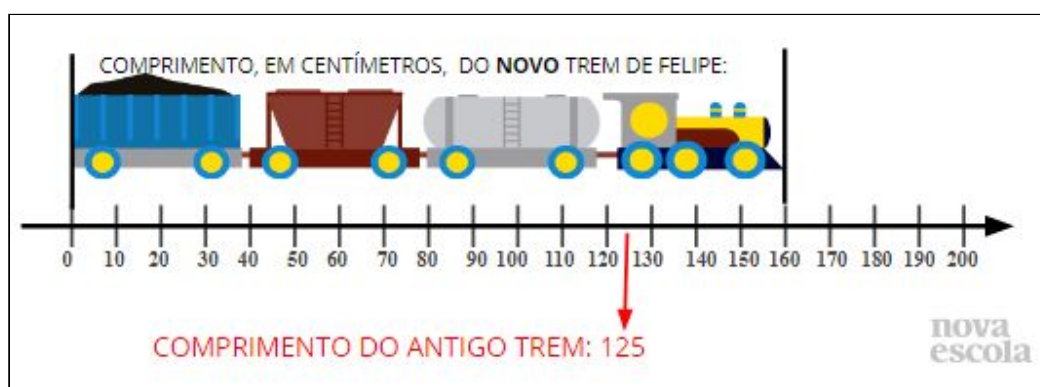 COMPRIMENTO, EM CENTÍMETROS, DO NOVO TREM DE FELIPE:
0 10 20 30 40 50 60 70 80 90 100 110 120 130 140 150 160 170 180 190 200
COMPRIMENTO DO ANTIGO TREM: 125
nova
escola